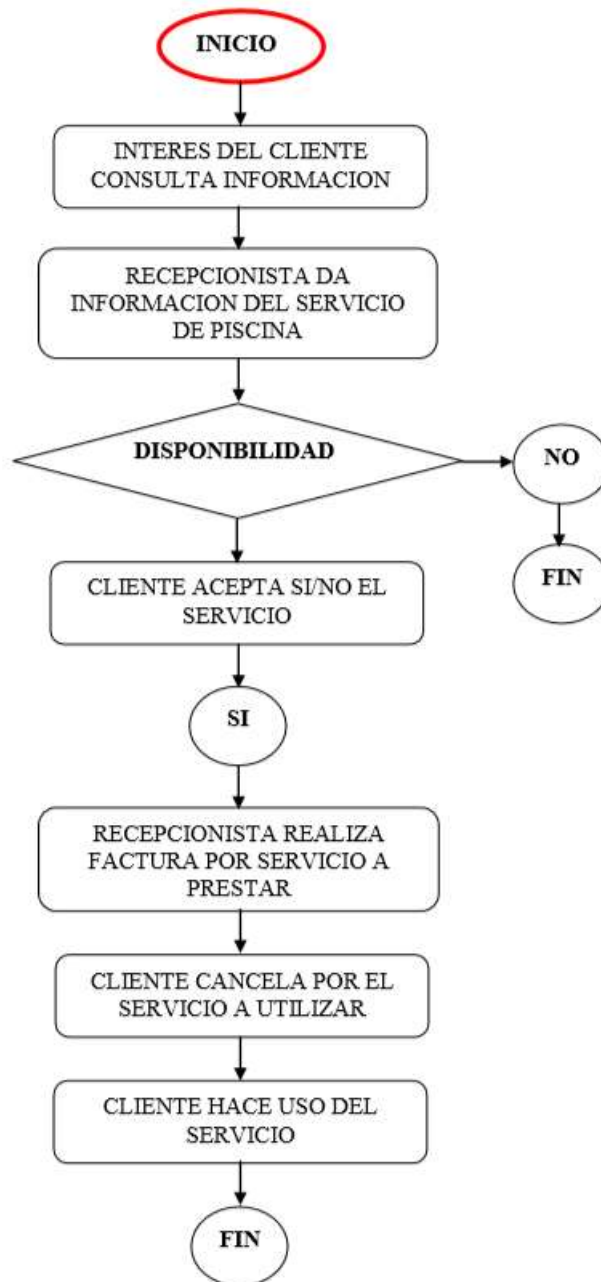 INICIO
INTERES DEL CLIENTE
CONSULTA INFORMACION
RECEPCIONISTA DA
INFORMACION DEL SERVICIO
DE PISCINA
DISPONIBILIDAD
NO
FIN
CLIENTE ACEPTA SI/NO EL
SERVICIO
SI
RECEPCIONISTA REALIZA
FACTURA POR SERVICIO A
PRESTAR
CLIENTE CANCELA POR EL
SERVICIO A UTILIZAR
CLIENTE HACE USO DEL
SERVICIO
FIN